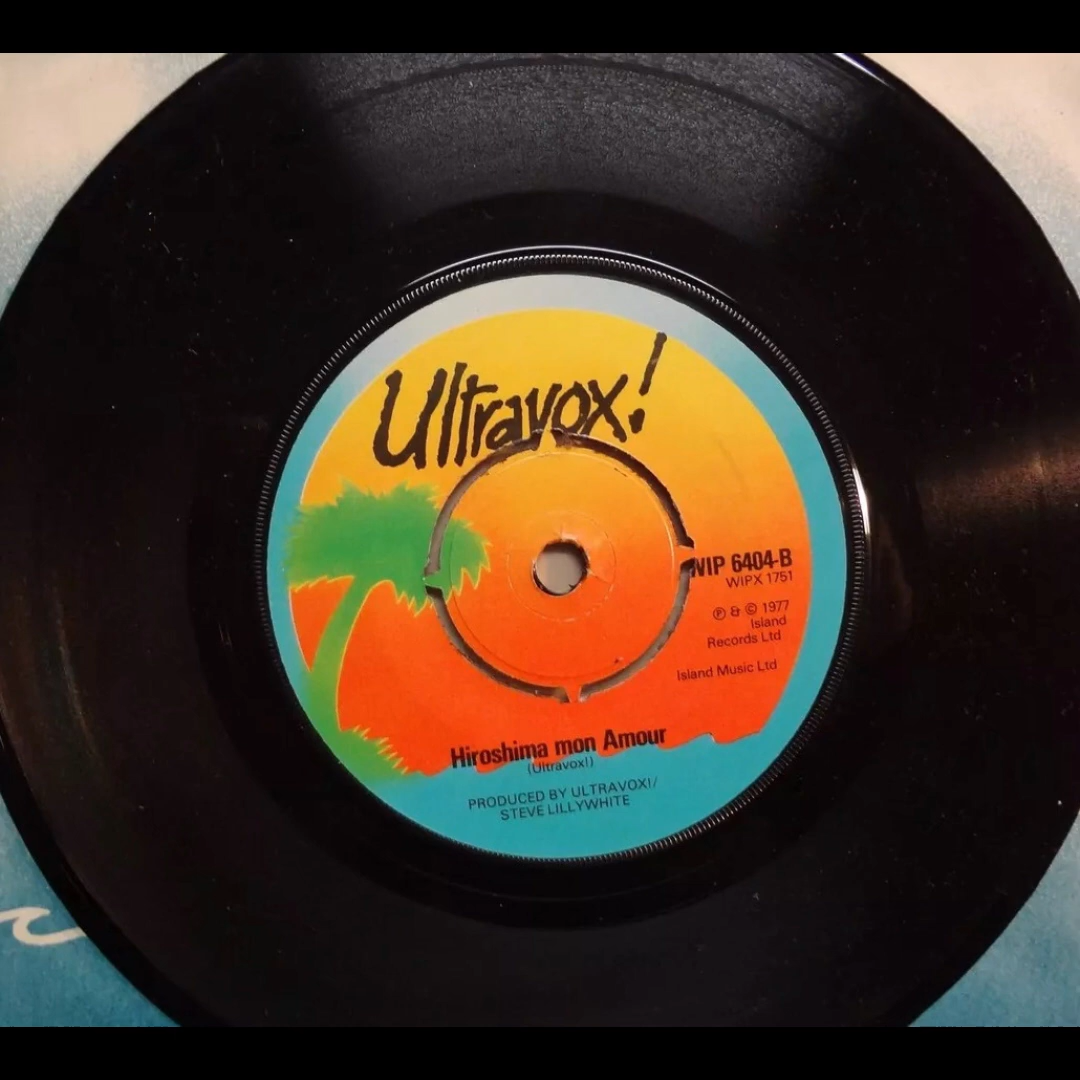 Ultravox!
WIP 6404-B
WIPX 1751
℗ & © 1977
Island
Records Ltd
Island Music Ltd
Hiroshima mon Amour
(Ultravox!)
PRODUCED BY ULTRAVOX!/
STEVE LILLYWHITE